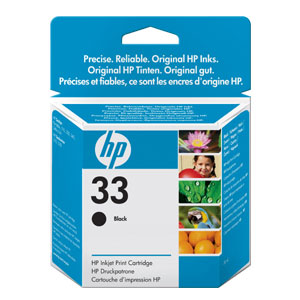 Precise. Reliable. Original HP Inks.
Original HP Tinten. Original gut.
Précises et fiables, ce sont les encres d'origine HP.
hp
33
Black
HP Inkjet Print Cartridge
HP Druckpatrone
Cartouche d'impression HP